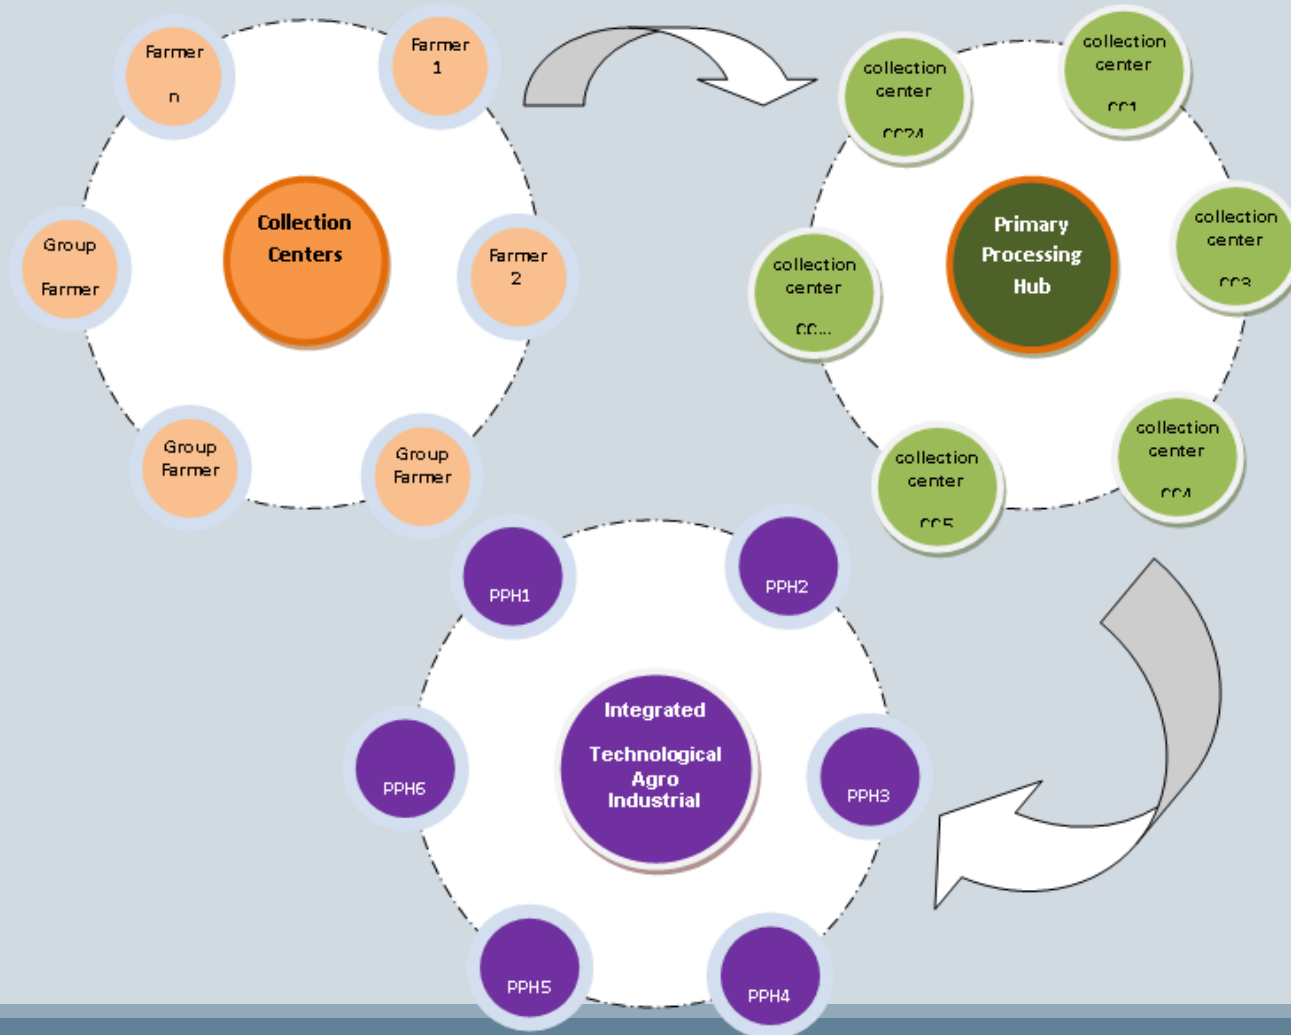 Farmer
n
Farmer
1
Collection
Centers
Group
Farmer
Farmer
2
Group
Farmer
Group
Farmer
collection
center
CC24
collection
center
CC1
Primary
Processing
Hub
collection
center
CC3
collection
center
CC...
collection
center
CC4
collection
center
CC5
PPH1
PPH2
Integrated
Technological
Agro
Industrial
PPH6
PPH3
PPH5
PPH4